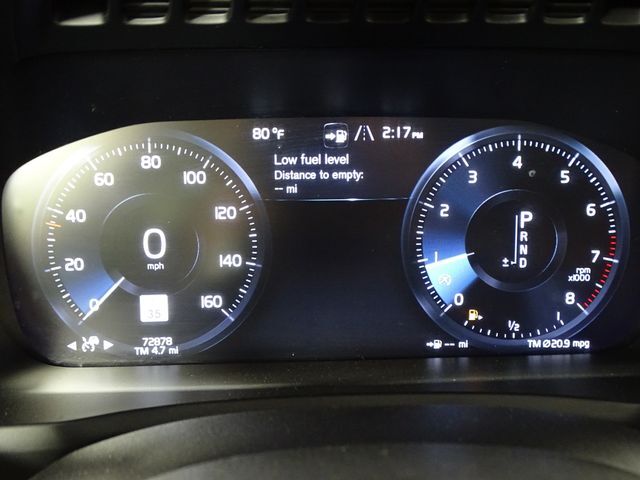 80°F 2:17PM
Low fuel level
Distance to empty:
-- mi
0 20 40 60 80 100 120 140 160
0
mph
35
72878
TM 4.7 mi
0 1 2 3 4 5 6 7 8
rpm
x1000
P
R
N
± D
½ 1
-- mi
TM Ø20.9 mpg